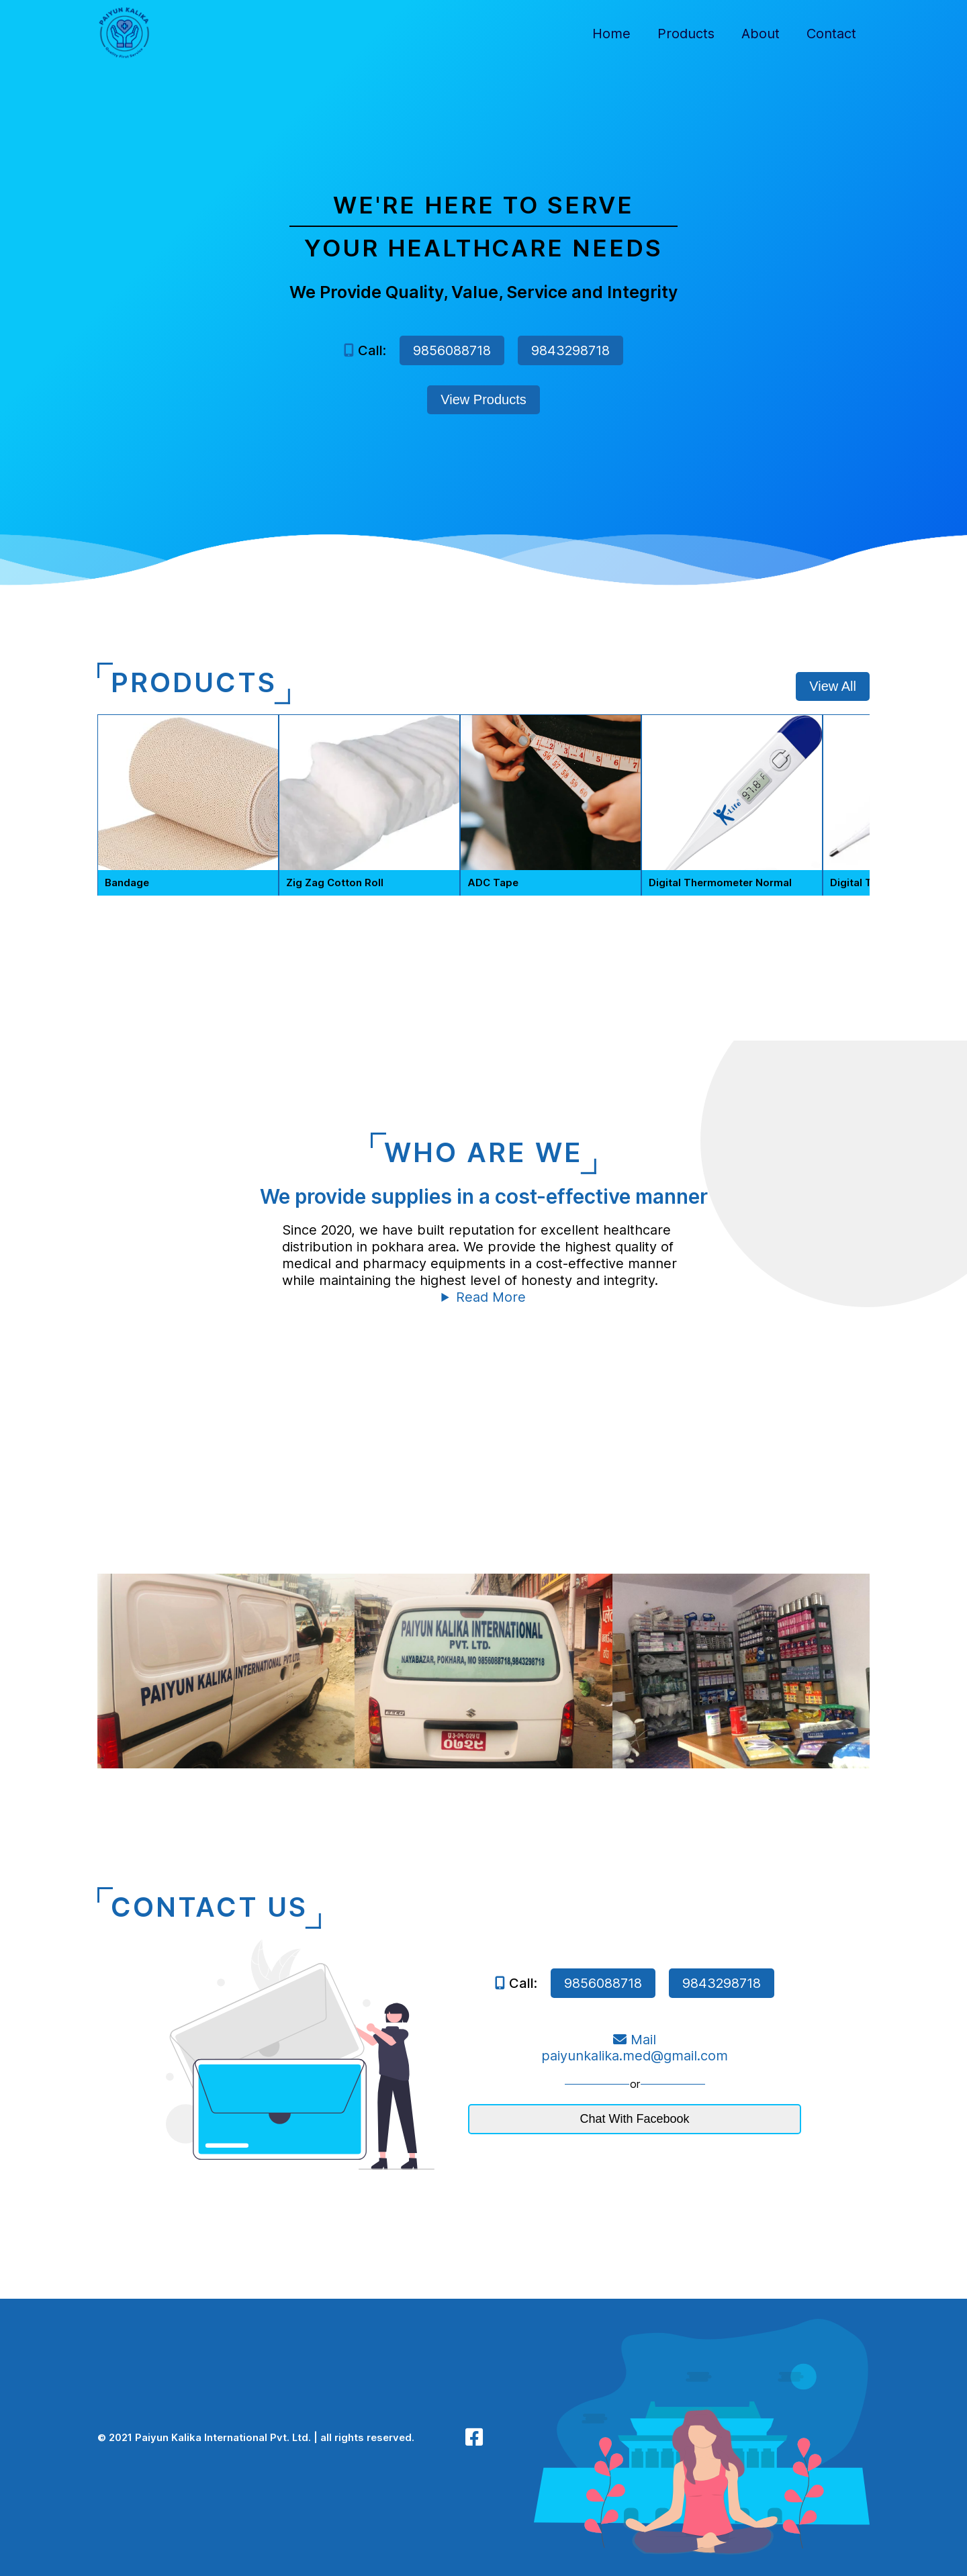 PAIYUN KALIKA
Home Products About Contact
WE'RE HERE TO SERVE
YOUR HEALTHCARE NEEDS
We Provide Quality, Value, Service and Integrity
Call: 9856088718 9843298718
View Products
PRODUCTS
View All
K-Life
Bandage
Zig Zag Cotton Roll
ADC Tape
Digital Thermometer Normal
Digital T
WHO ARE WE
We provide supplies in a cost-effective manner
Since 2020, we have built reputation for excellent healthcare
distribution in pokhara area. We provide the highest quality of
medical and pharmacy equipments in a cost-effective manner
while maintaining the highest level of honesty and integrity.
Read More
PAIYUN KALIKA INTERNATIONAL PVT. LTD.
PAIYUN KALIKA INTERNATIONAL
PVT. LTD.
NAYABAZAR, POKHARA, MO 9856088718,9843298718
CONTACT US
Call: 9856088718 9843298718
Mail
paiyunkalika.med@gmail.com
or
Chat With Facebook
© 2021 Paiyun Kalika International Pvt. Ltd. | all rights reserved.